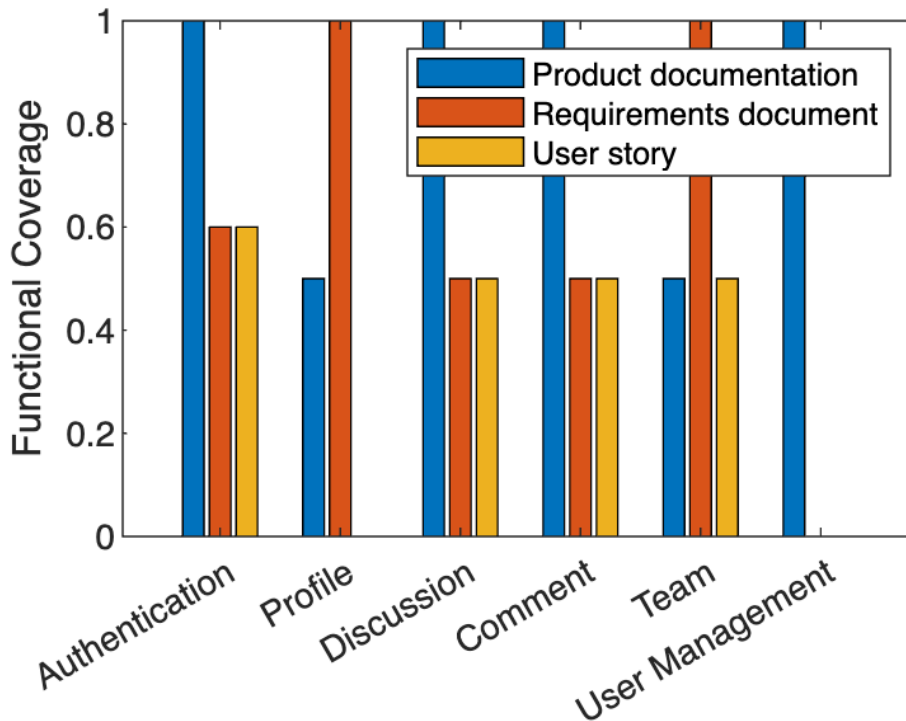 Functional Coverage
1
0.8
0.6
0.4
0.2
0
Product documentation
Requirements document
User story
Authentication
Profile
Discussion
Comment
Team
User Management